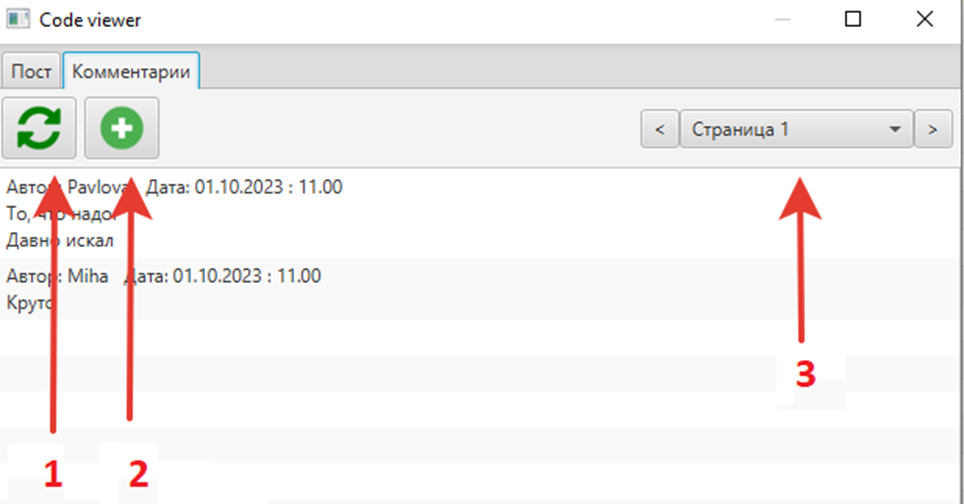 Code viewer
Пост Комментарии
< Страница 1 >
Автор: Pavlova Дата: 01.10.2023 : 11.00
То, что надо!
Давно искал
Автор: Miha Дата: 01.10.2023 : 11.00
Круто
3
1 2